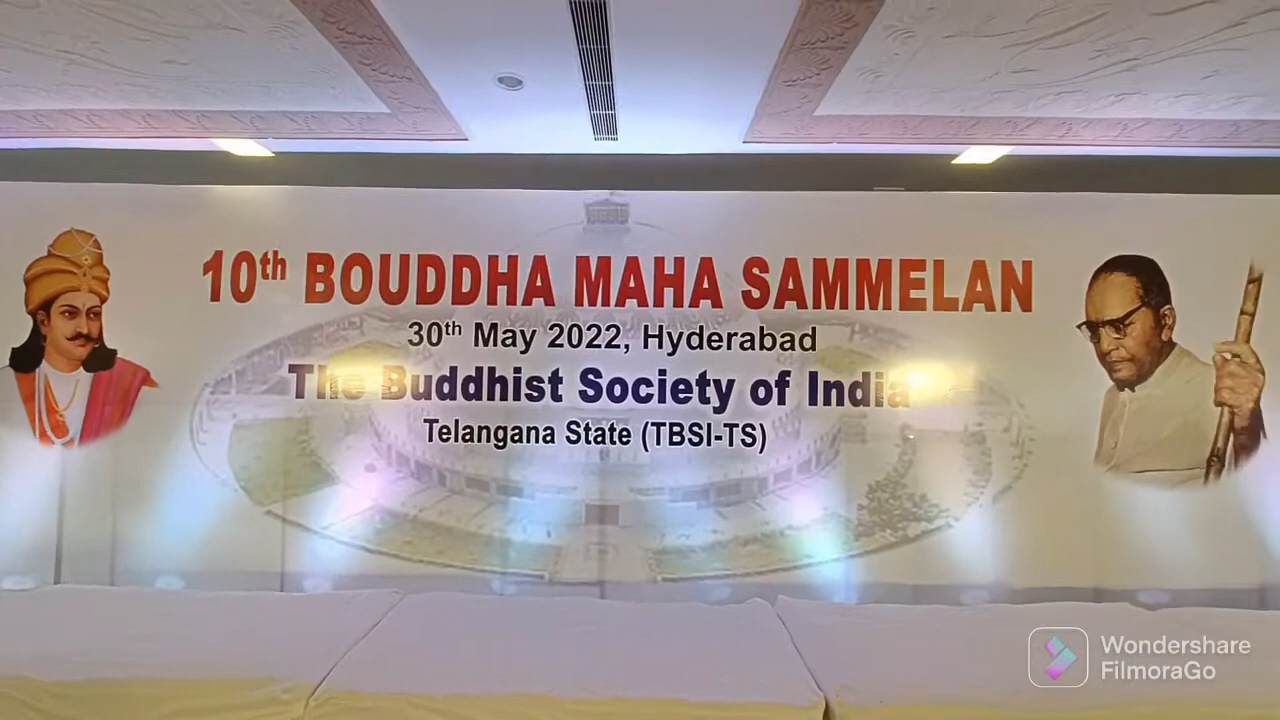 10th BOUDDHA MAHA SAMMELAN
30th May 2022, Hyderabad
The Buddhist Society of India
Telangana State (TBSI-TS)
Wondershare
FilmoraGo